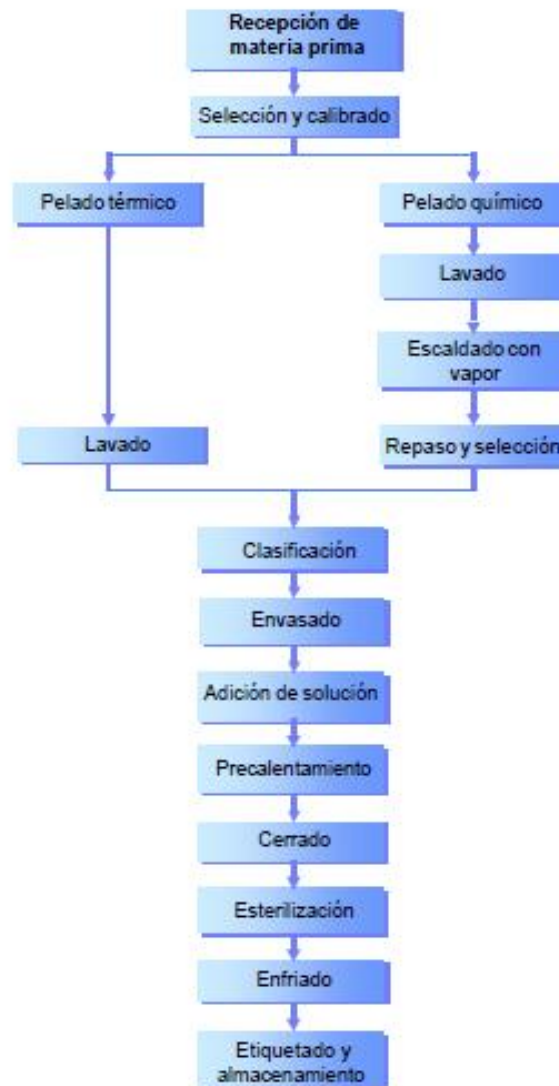 Recepción de
materia prima
Selección y calibrado
Pelado térmico
Pelado químico
Lavado
Escaldado con
vapor
Lavado
Repaso y selección
Clasificación
Envasado
Adición de solución
Precalentamiento
Cerrado
Esterilización
Enfriado
Etiquetado y
almacenamiento